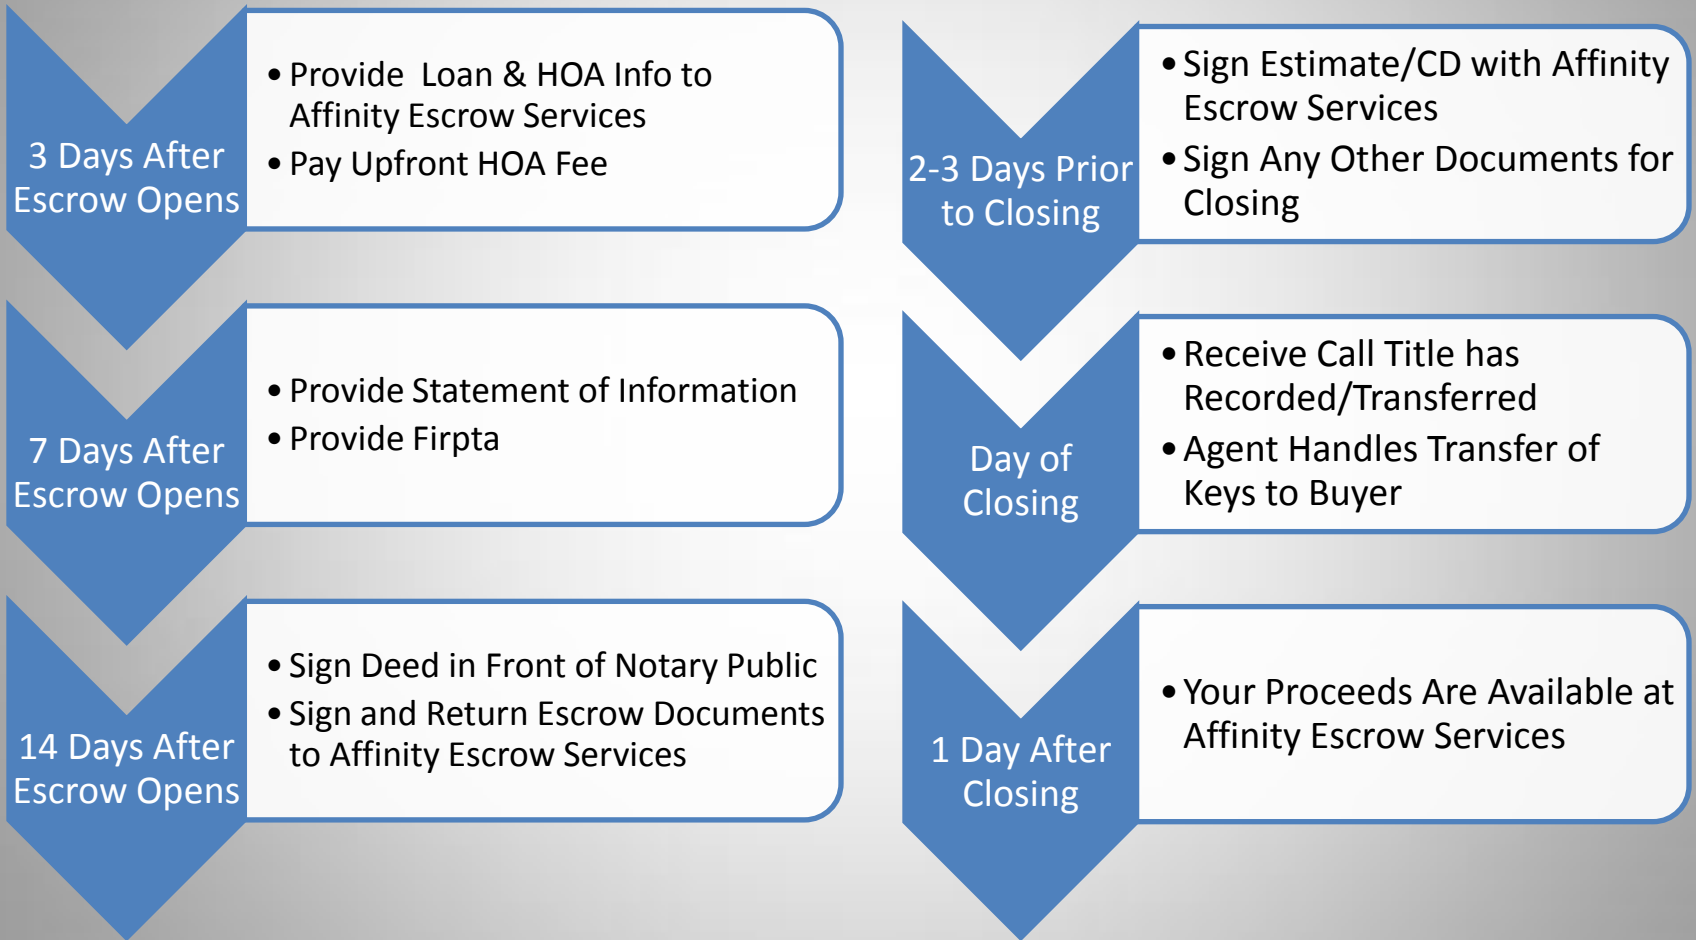 3 Days After
Escrow Opens
• Provide  Loan & HOA Info to
Affinity Escrow Services
• Pay Upfront HOA Fee
7 Days After
Escrow Opens
• Provide Statement of Information
• Provide Firpta
14 Days After
Escrow Opens
• Sign Deed in Front of Notary Public
• Sign and Return Escrow Documents
to Affinity Escrow Services
2-3 Days Prior
to Closing
• Sign Estimate/CD with Affinity
Escrow Services
• Sign Any Other Documents for
Closing
Day of
Closing
• Receive Call Title has
Recorded/Transferred
• Agent Handles Transfer of
Keys to Buyer
1 Day After
Closing
• Your Proceeds Are Available at
Affinity Escrow Services